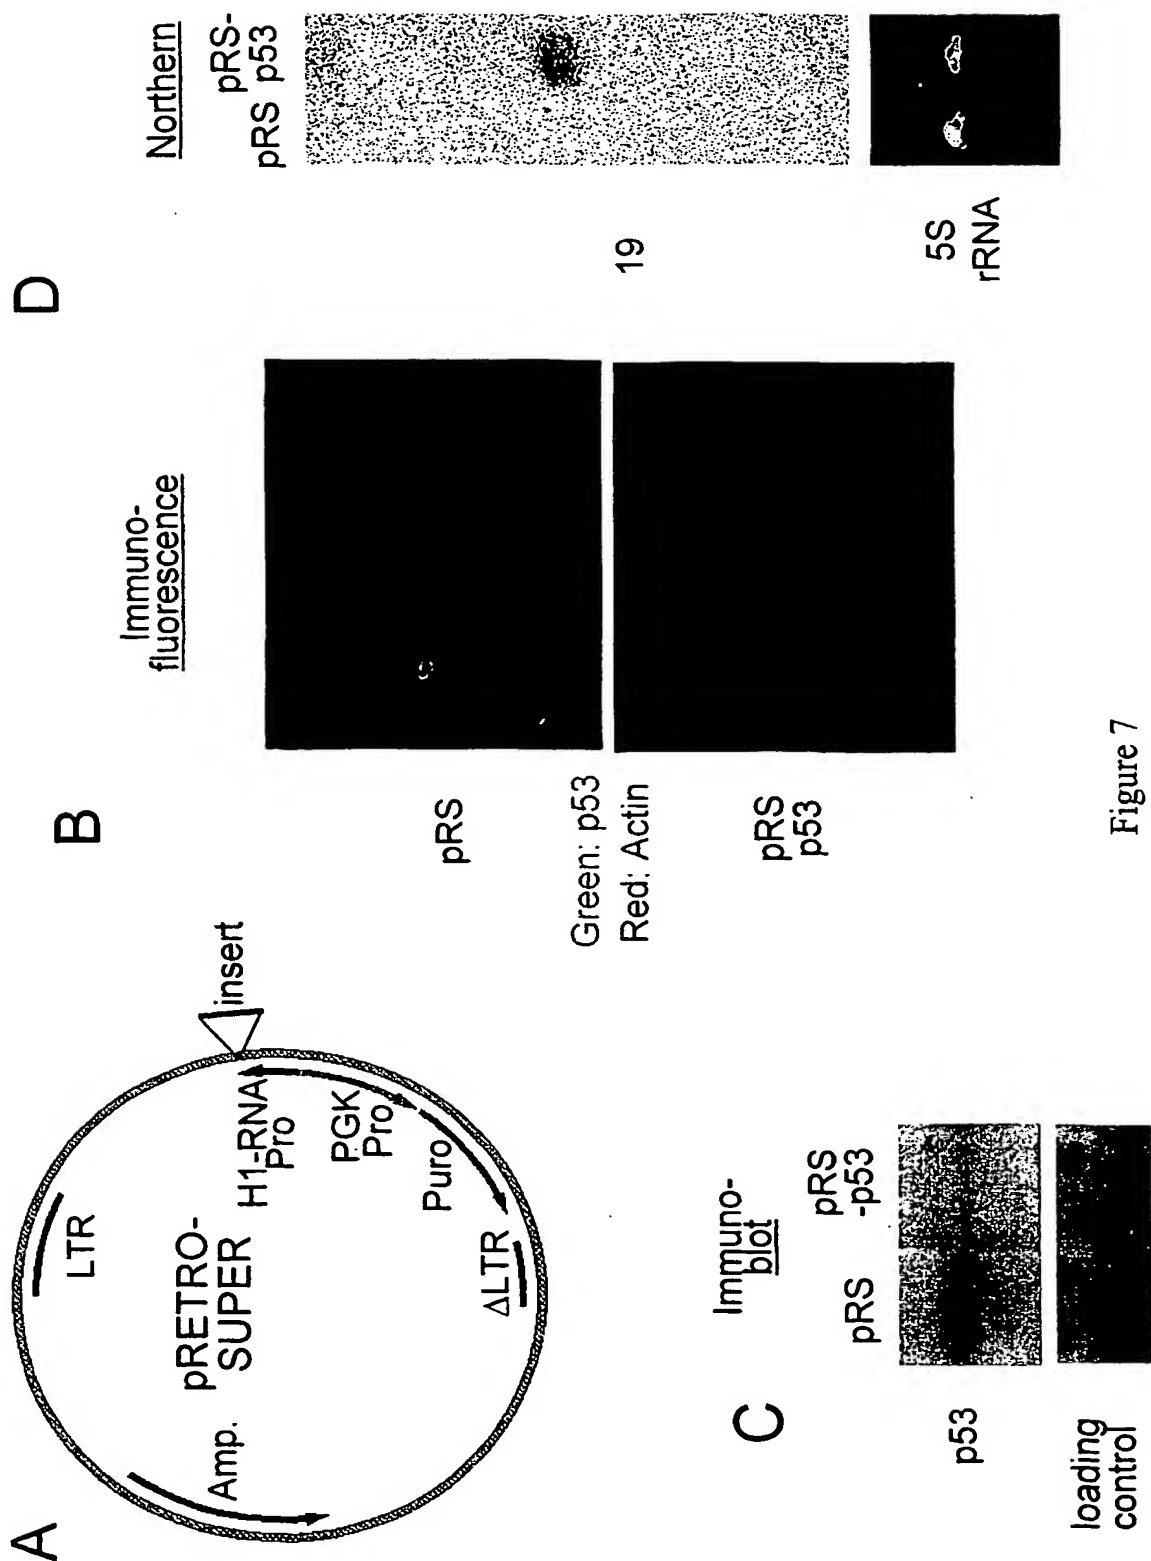 A
Amp.
LTR
pRETRO-
SUPER
H1-RNA
Pro
insert
PGK
Pro
Puro
ΔLTR
B
Immuno-
fluorescence
pRS
Green: p53
Red: Actin
pRS
p53
C
Immuno-
blot
pRS
pRS
-p53
p53
loading
control
D
Northern
pRS-
pRS p53
19
5S
rRNA
Figure 7